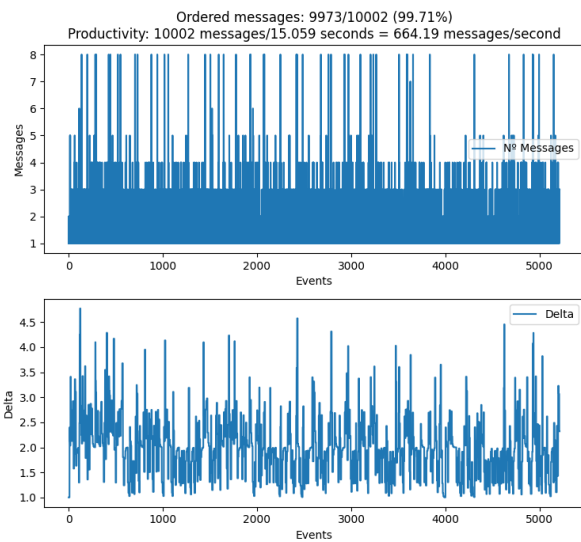 Ordered messages: 9973/10002 (99.71%)
Productivity: 10002 messages/15.059 seconds = 664.19 messages/second
8
7
6
5
4
3
2
1
Messages
Nº Messages
0 1000 2000 3000 4000 5000
Events
4.5
4.0
3.5
3.0
2.5
2.0
1.5
1.0
Delta
Delta
0 1000 2000 3000 4000 5000
Events